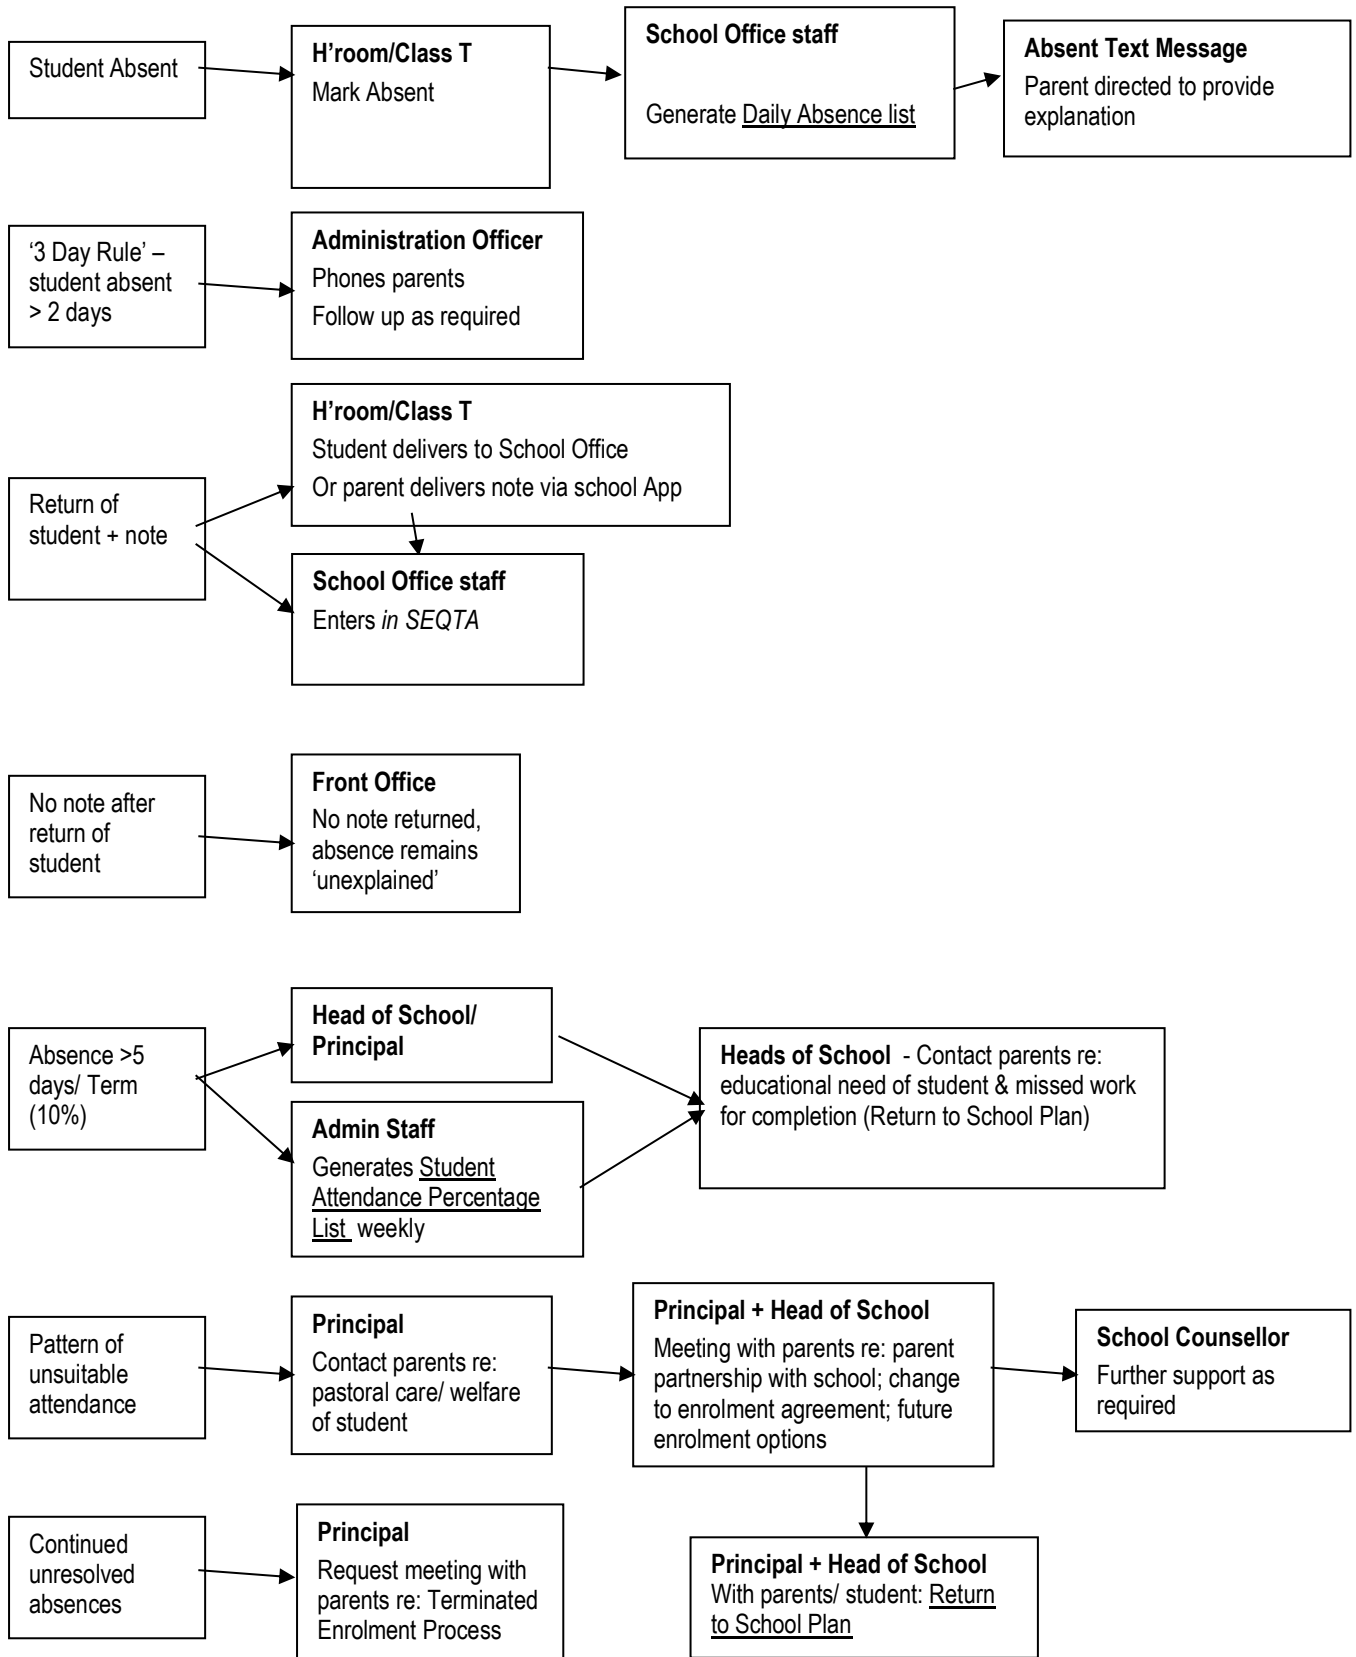 Student Absent
H'room/Class T
Mark Absent
School Office staff
Generate Daily Absence list
Absent Text Message
Parent directed to provide
explanation
‘3 Day Rule’ –
student absent
> 2 days
Administration Officer
Phones parents
Follow up as required
Return of
student + note
H’room/Class T
Student delivers to School Office
Or parent delivers note via school App
School Office staff
Enters in SEQTA
No note after
return of
student
Front Office
No note returned,
absence remains
‘unexplained’
Absence >5
days/ Term
(10%)
Head of School/
Principal
Admin Staff
Generates Student
Attendance Percentage
List weekly
Heads of School - Contact parents re:
educational need of student & missed work
for completion (Return to School Plan)
Pattern of
unsuitable
attendance
Principal
Contact parents re:
pastoral care/ welfare
of student
Principal + Head of School
Meeting with parents re: parent
partnership with school; change
to enrolment agreement; future
enrolment options
School Counsellor
Further support as
required
Continued
unresolved
absences
Principal
Request meeting with
parents re: Terminated
Enrolment Process
Principal + Head of School
With parents/ student: Return
to School Plan